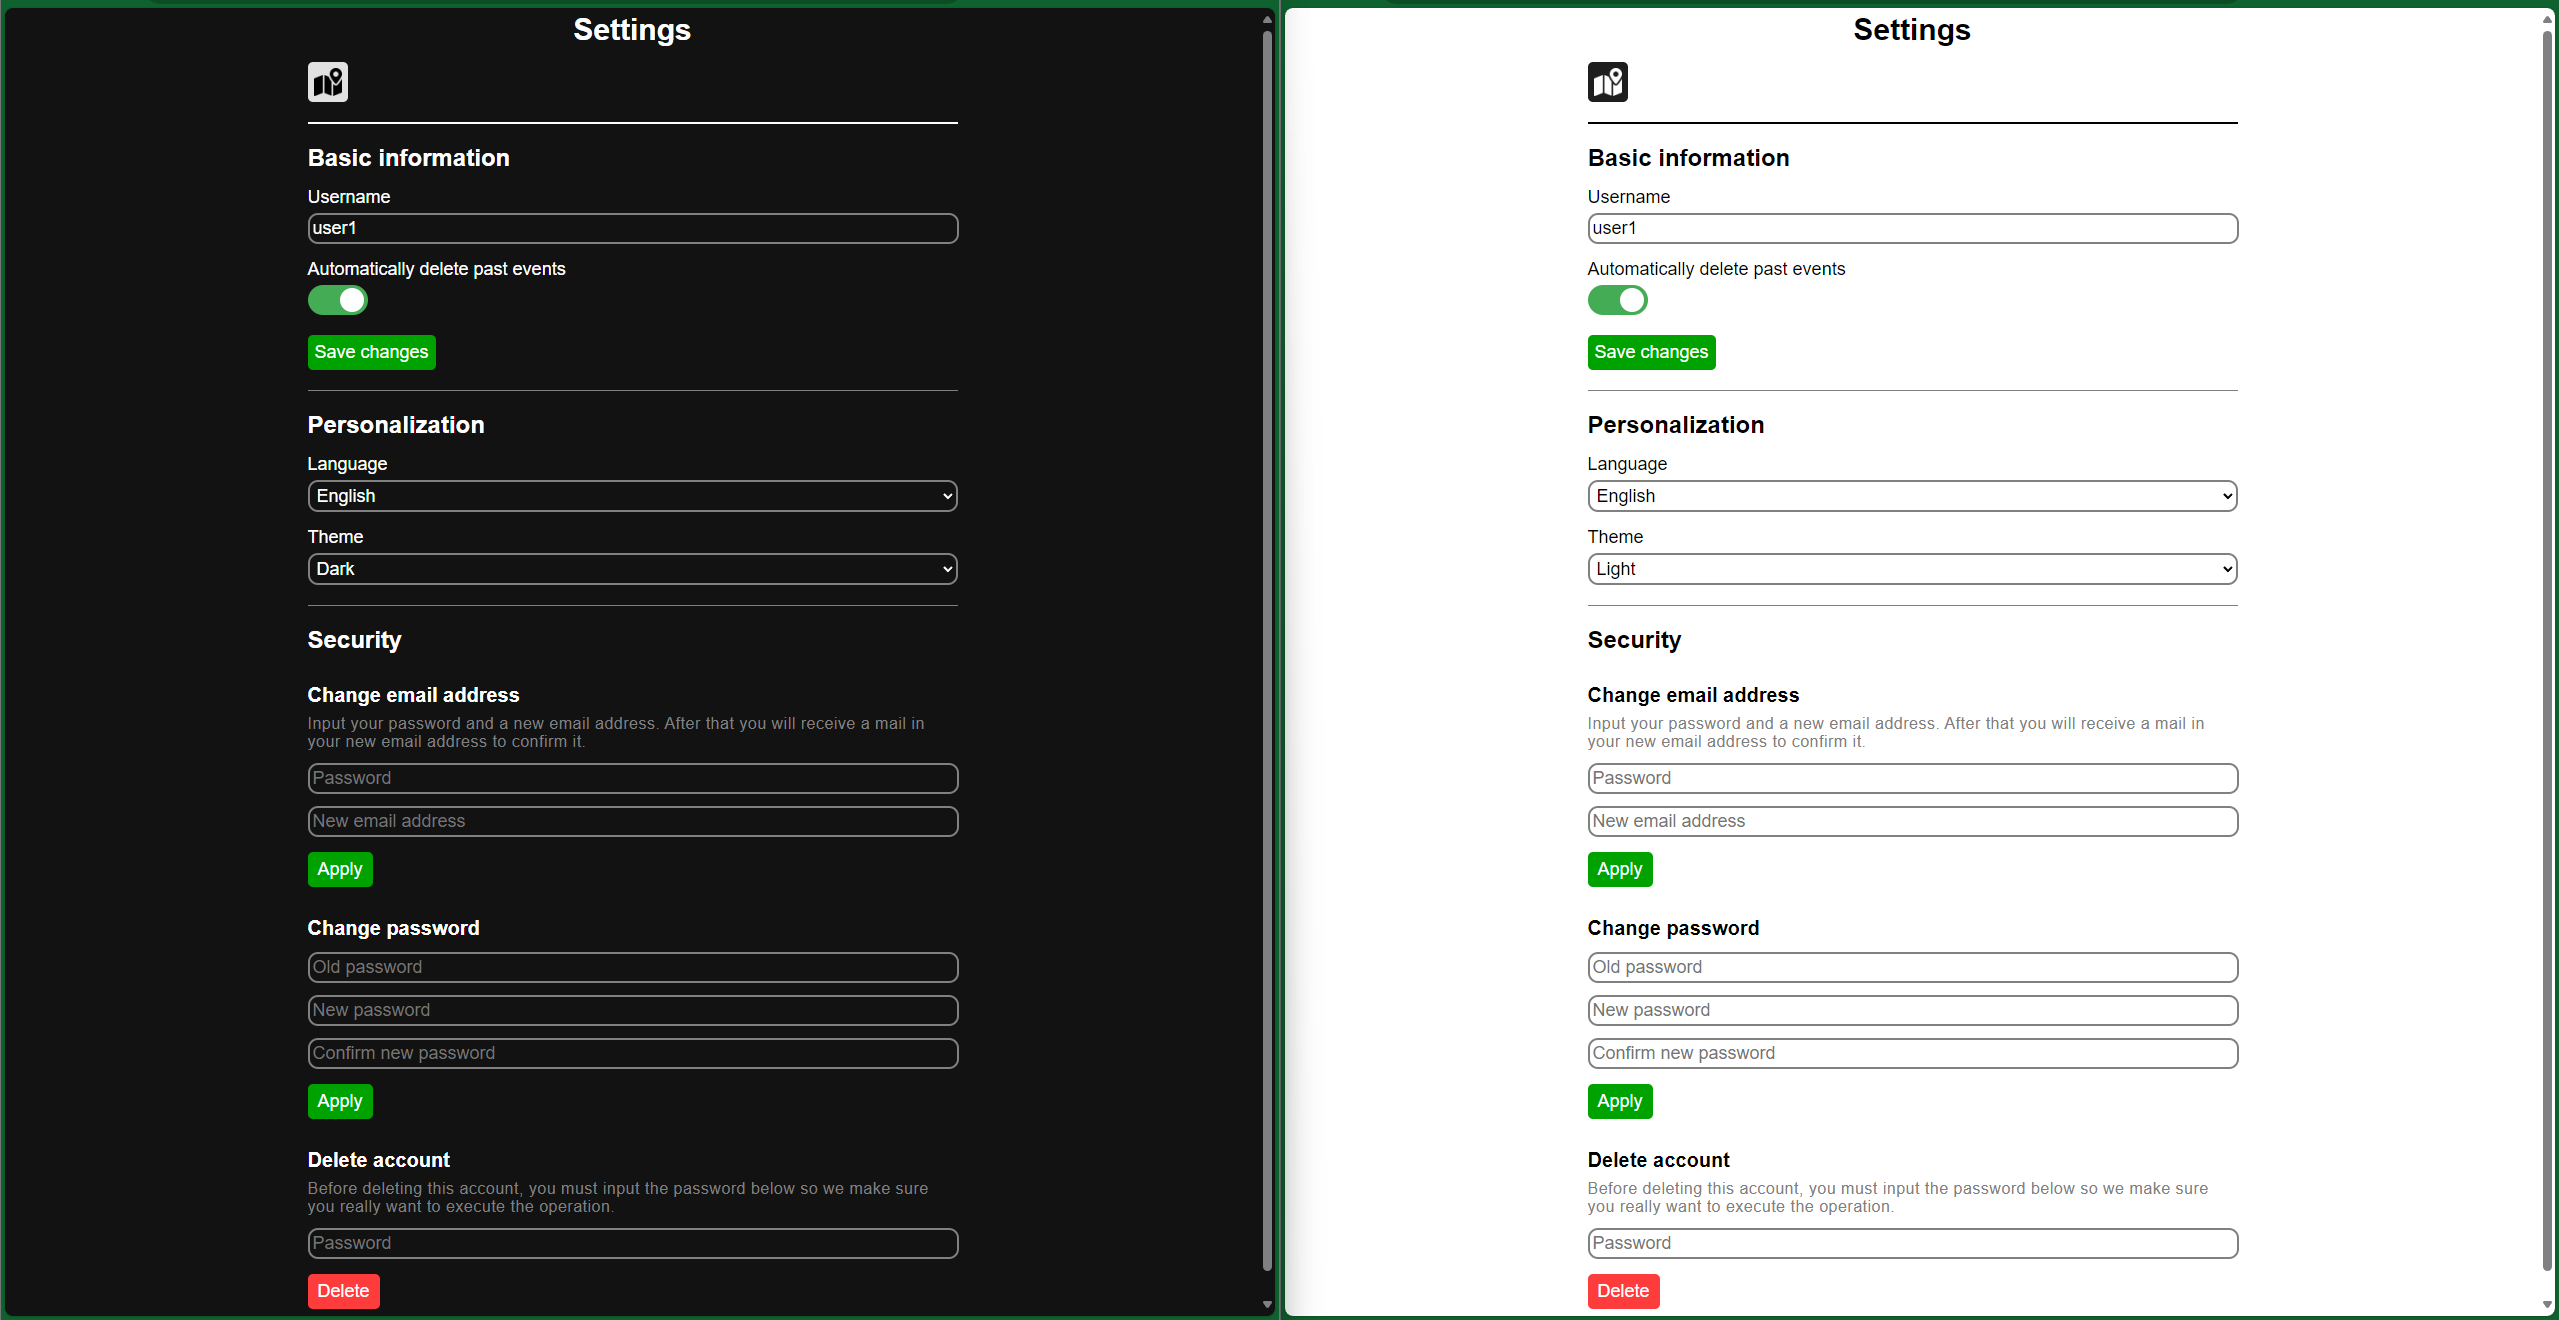 Settings
Basic information
Username
user1
Automatically delete past events
Save changes
Personalization
Language
English
Theme
Dark
Security
Change email address
Input your password and a new email address. After that you will receive a mail in
your new email address to confirm it.
Password
New email address
Apply
Change password
Old password
New password
Confirm new password
Apply
Delete account
Before deleting this account, you must input the password below so we make sure
you really want to execute the operation.
Password
Delete
Settings
Basic information
Username
user1
Automatically delete past events
Save changes
Personalization
Language
English
Theme
Light
Security
Change email address
Input your password and a new email address. After that you will receive a mail in
your new email address to confirm it.
Password
New email address
Apply
Change password
Old password
New password
Confirm new password
Apply
Delete account
Before deleting this account, you must input the password below so we make sure
you really want to execute the operation.
Password
Delete